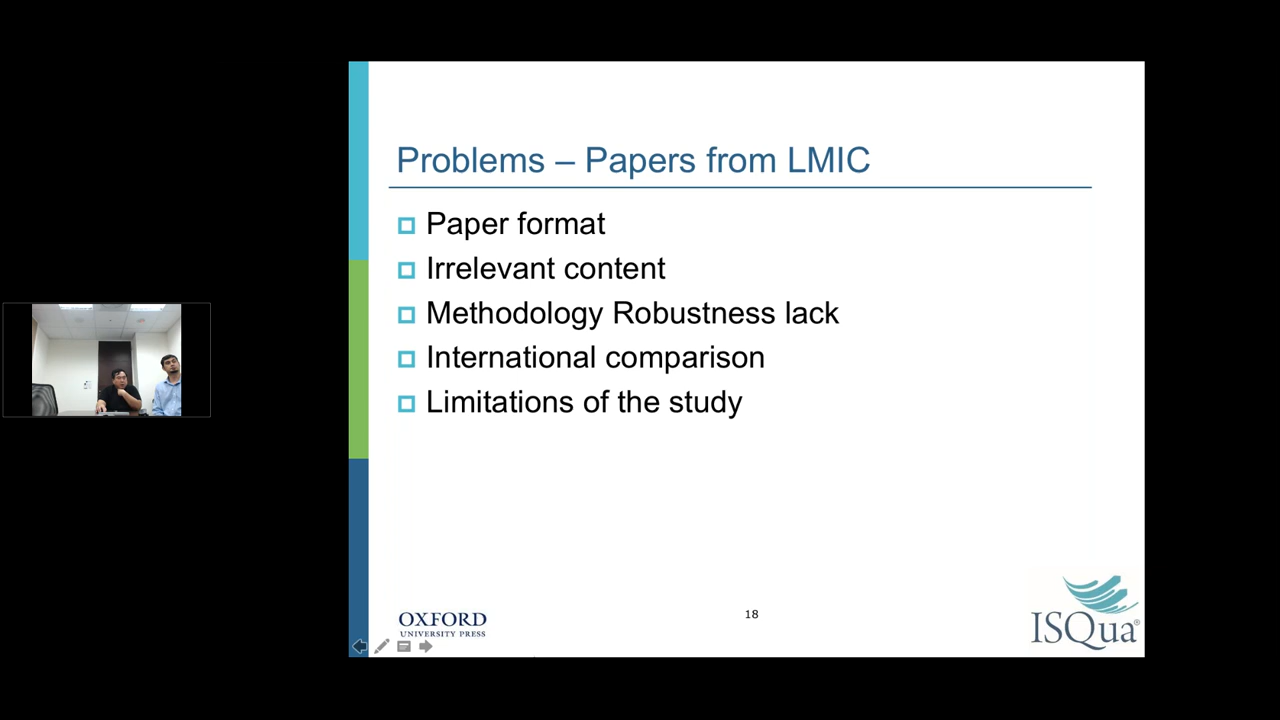 Problems – Papers from LMIC
Paper format
Irrelevant content
Methodology Robustness lack
International comparison
Limitations of the study
OXFORD
UNIVERSITY PRESS
18
ISQua®